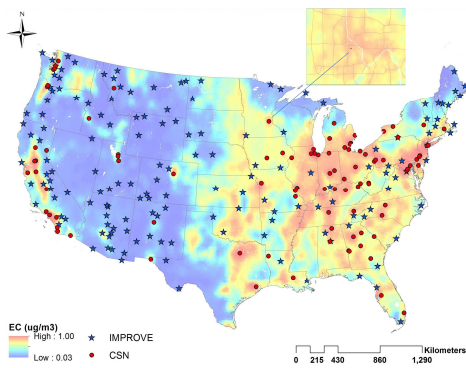 N
EC (ug/m3)
High : 1.00
Low : 0.03
IMPROVE
CSN
Kilometers
0 215 430 860 1,290